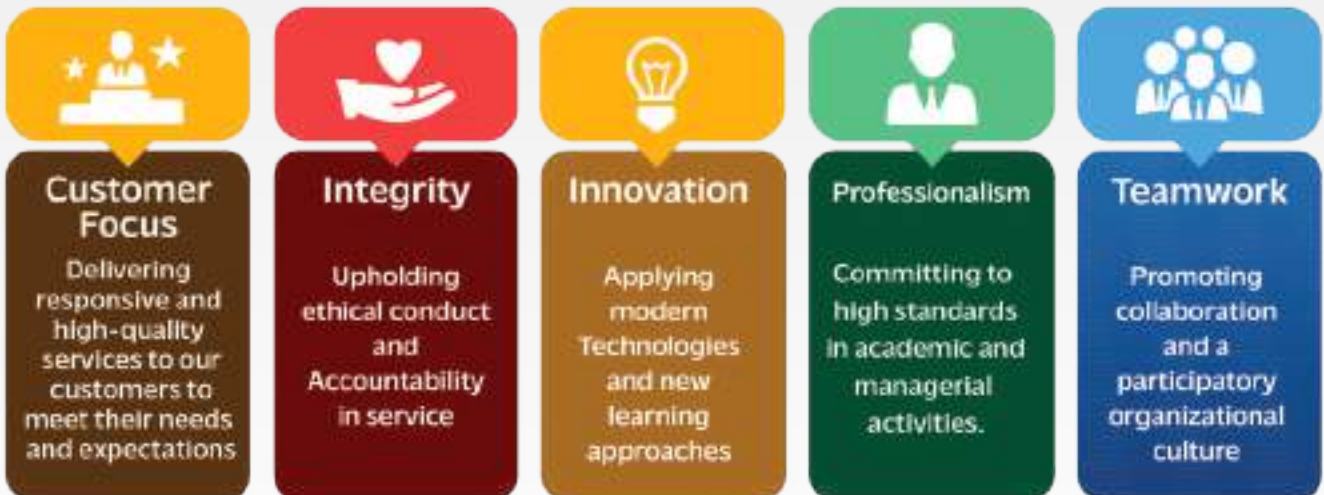 Customer
Focus
Delivering
responsive and
high-quality
services to our
customers to
meet their needs
and expectations
Integrity
Upholding
ethical conduct
and
Accountability
in service
Innovation
Applying
modern
Technologies
and new
learning
approaches
Professionalism
Committing to
high standards
in academic and
managerial
activities.
Teamwork
Promoting
collaboration
and a
participatory
organizational
culture